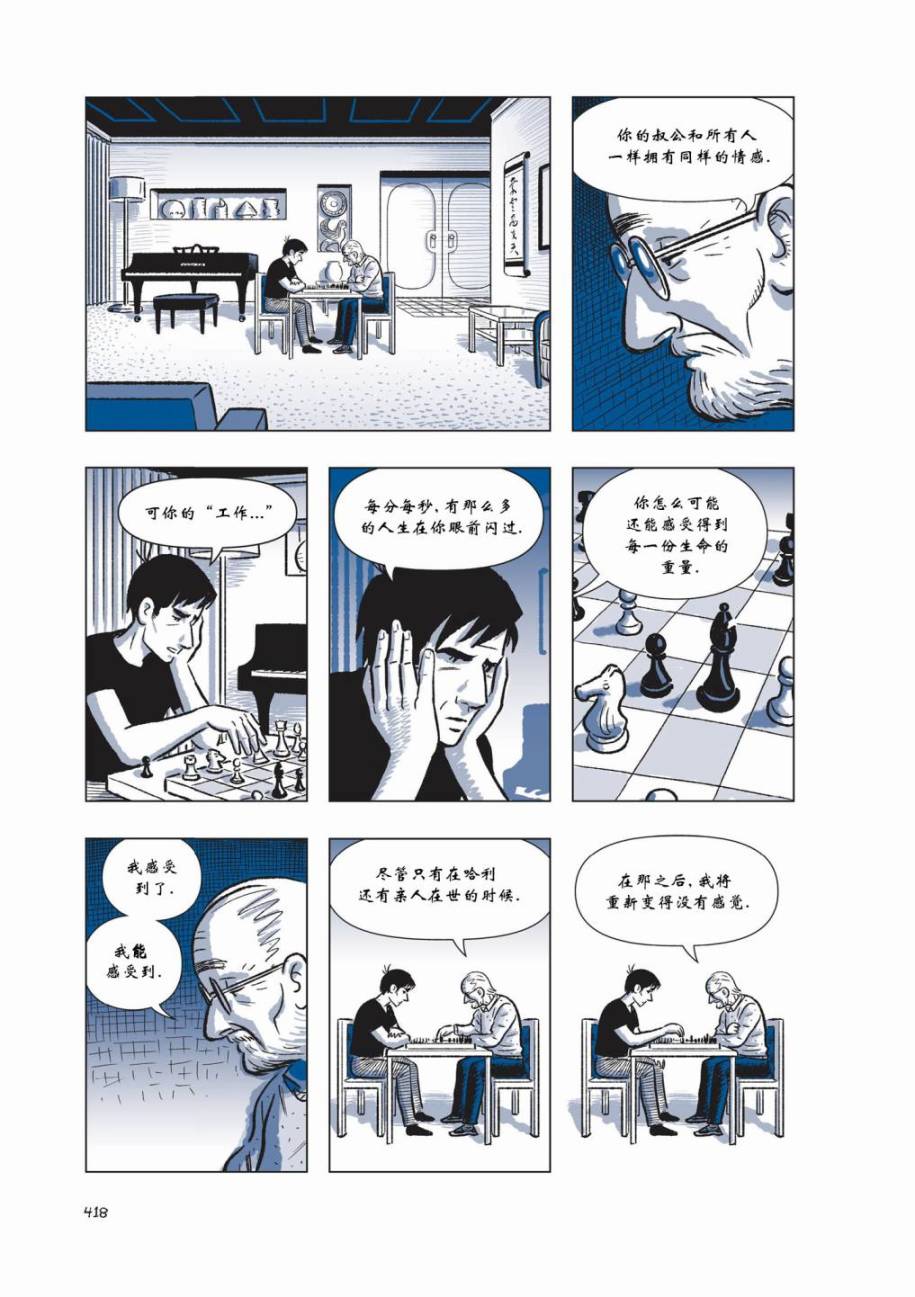 你的叔公和所有人
一样拥有同样的情感.
可你的“工作...”
每分每秒,有那么多
的人生在你眼前闪过.
你怎么可能
还能感受得到
每一份生命的
重量.
我感受
到了.
我能
感受到.
尽管只有在哈利
还有亲人在世的时候.
在那之后,我将
重新变得没有感觉.
418